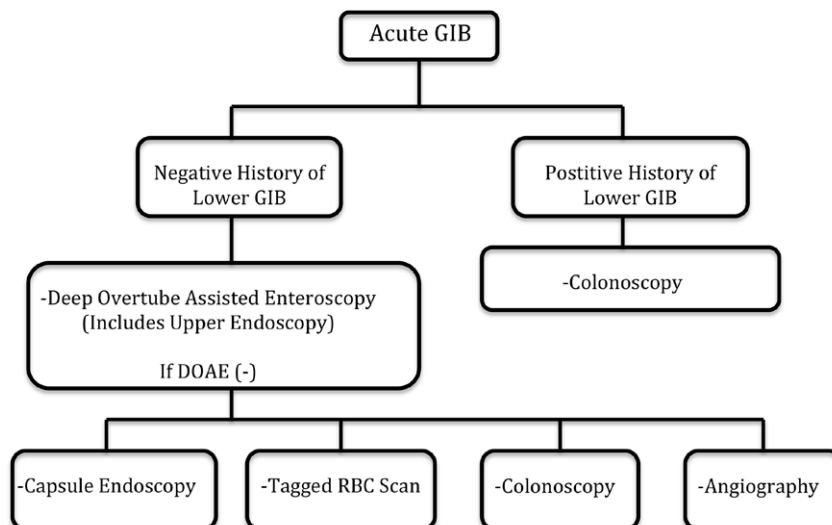 Acute GIB
Negative History of
Lower GIB
Postitive History of
Lower GIB
-Deep Overtube Assisted Enteroscopy
(Includes Upper Endoscopy)
If DOAE (-)
-Colonoscopy
-Capsule Endoscopy
-Tagged RBC Scan
-Colonoscopy
-Angiography